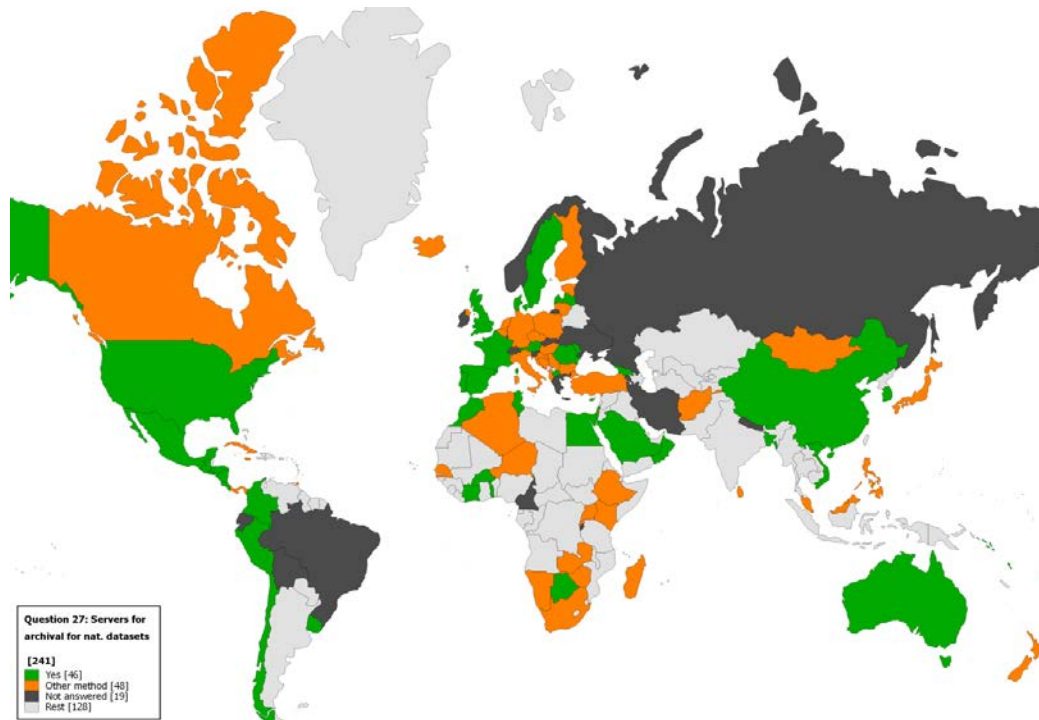 Question 27: Servers for
archival for nat. datasets
[241]
Yes [46]
Other method [48]
Not answered [19]
Rest [128]